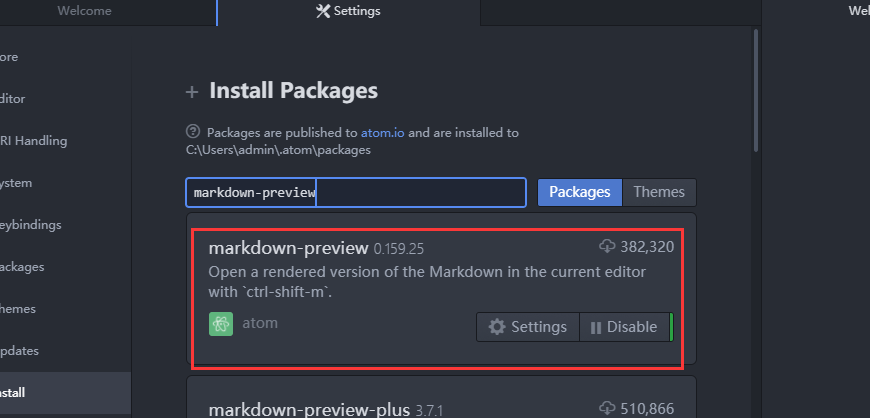 Welcome
Settings
Wel
ore
ditor
RI Handling
ystem
eybindings
ackages
hemes
pdates
nstall
+ Install Packages
Packages are published to atom.io and are installed to
C:\Users\admin\.atom\packages
markdown-preview
Packages Themes
markdown-preview 0.159.25 382,320
Open a rendered version of the Markdown in the current editor
with `ctrl-shift-m`.
atom
Settings Disable
markdown-preview-plus 3.7.1 510,866